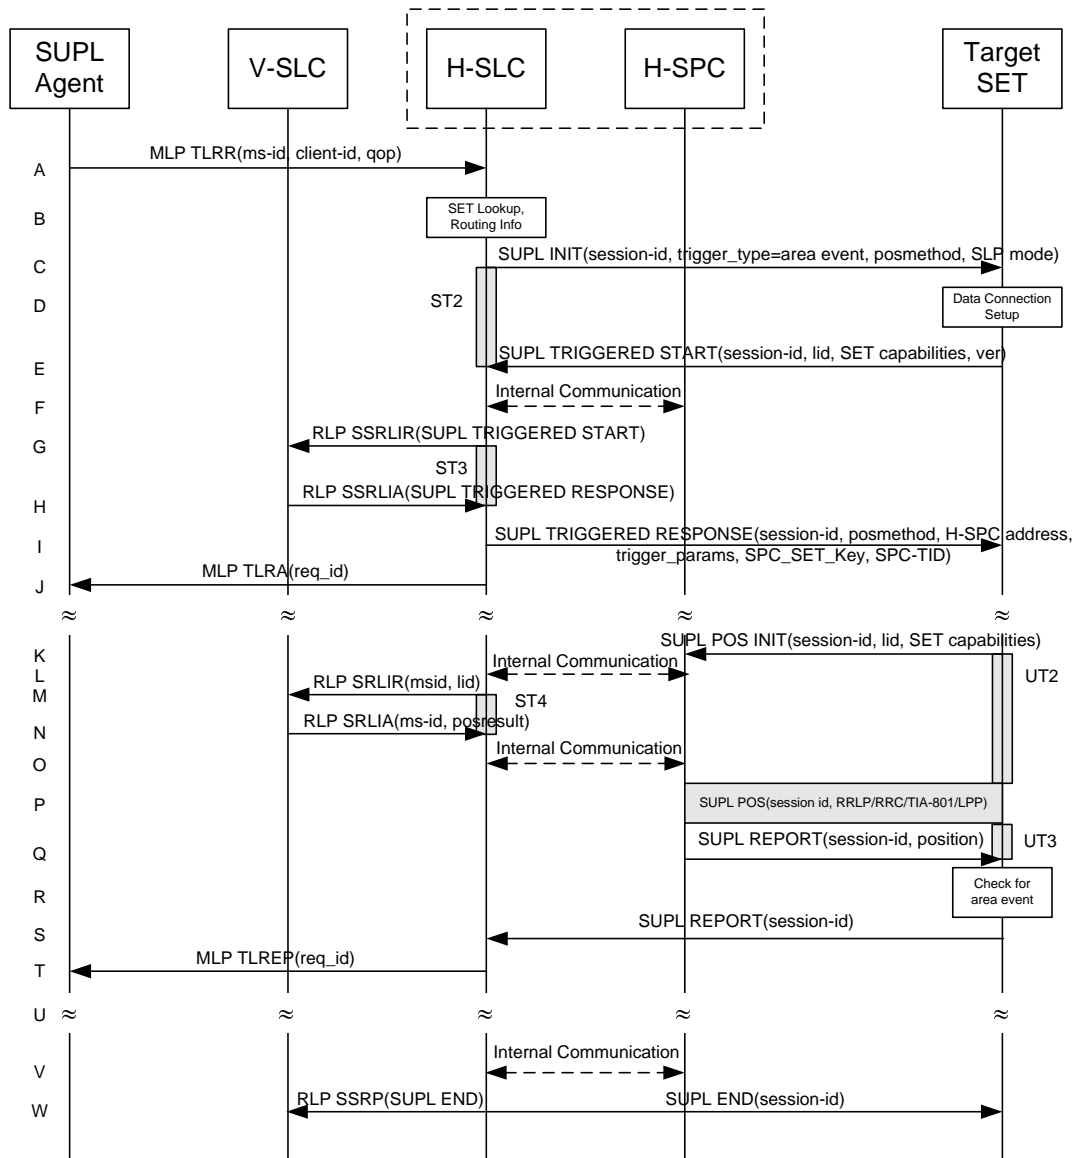 SUPL
Agent
V-SLC
H-SLC
H-SPC
Target
SET
A
MLP TLRR(ms-id, client-id, qop)
B
SET Lookup,
Routing Info
C
SUPL INIT(session-id, trigger_type=area event, posmethod, SLP mode)
D
ST2
Data Connection
Setup
E
SUPL TRIGGERED START(session-id, lid, SET capabilities, ver)
F
Internal Communication
G
RLP SSRLIR(SUPL TRIGGERED START)
ST3
H
RLP SSRLIA(SUPL TRIGGERED RESPONSE)
I
SUPL TRIGGERED RESPONSE(session-id, posmethod, H-SPC address,
trigger_params, SPC_SET_Key, SPC-TID)
J
MLP TLRA(req_id)
≈ ≈ ≈ ≈ ≈
K
SUPL POS INIT(session-id, lid, SET capabilities)
L
Internal Communication
UT2
M
RLP SRLIR(msid, lid)
ST4
N
RLP SRLIA(ms-id, posresult)
O
Internal Communication
P
SUPL POS(session id, RRLP/RRC/TIA-801/LPP)
Q
SUPL REPORT(session-id, position)
UT3
R
Check for
area event
S
SUPL REPORT(session-id)
T
MLP TLREP(req_id)
U ≈ ≈ ≈ ≈ ≈
V
Internal Communication
W
RLP SSRP(SUPL END)
SUPL END(session-id)